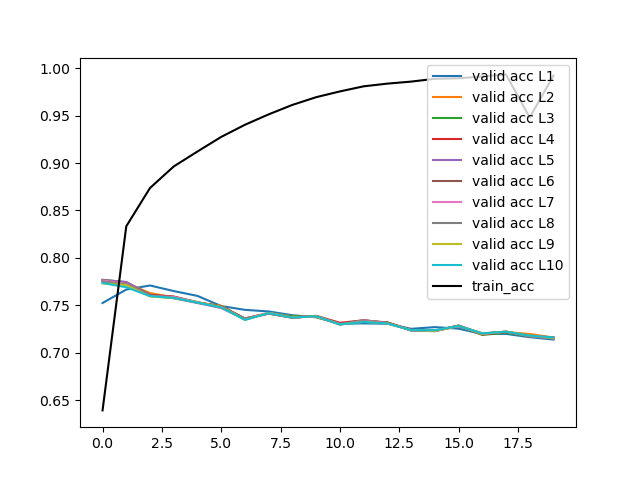 1.00
0.95
0.90
0.85
0.80
0.75
0.70
0.65
0.0 2.5 5.0 7.5 10.0 12.5 15.0 17.5
valid acc L1
valid acc L2
valid acc L3
valid acc L4
valid acc L5
valid acc L6
valid acc L7
valid acc L8
valid acc L9
valid acc L10
train_acc